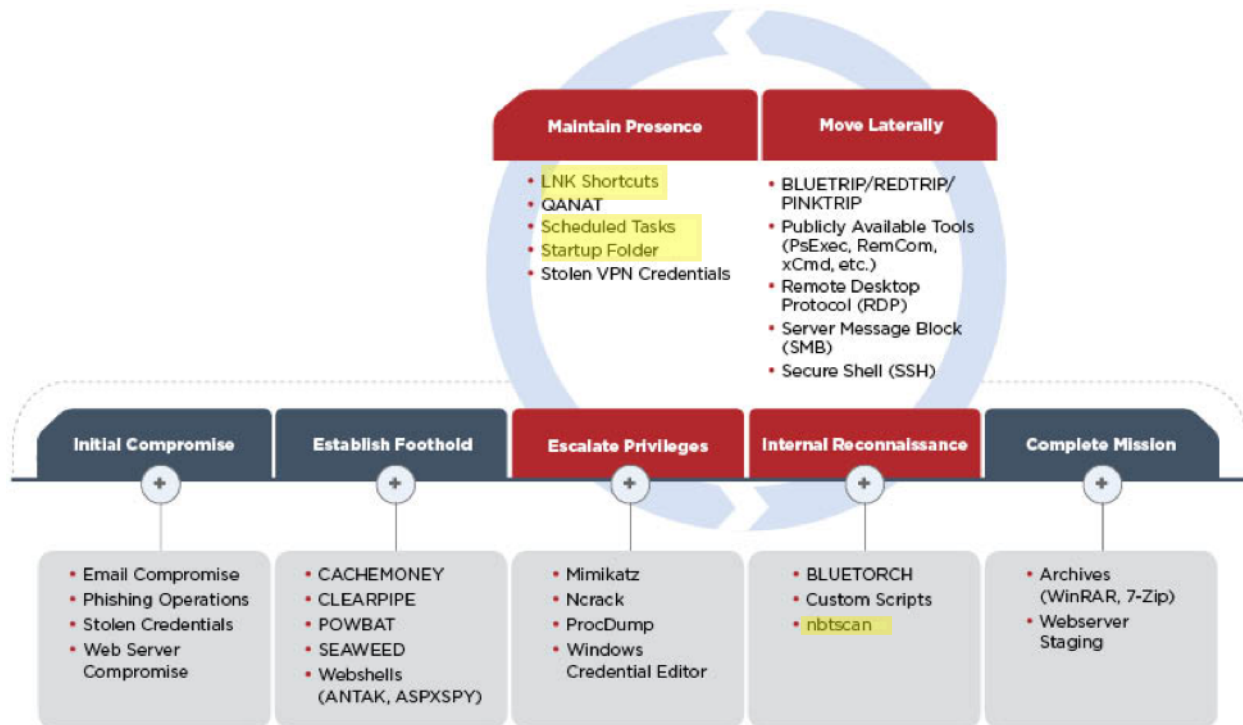 Maintain Presence
• LNK Shortcuts
• QANAT
• Scheduled Tasks
• Startup Folder
• Stolen VPN Credentials
Move Laterally
• BLUETRIP/REDTRIP/
PINKTRIP
• Publicly Available Tools
(PsExec, RemCom,
xCmd, etc.)
• Remote Desktop
Protocol (RDP)
• Server Message Block
(SMB)
• Secure Shell (SSH)
Initial Compromise
+
• Email Compromise
• Phishing Operations
• Stolen Credentials
• Web Server
Compromise
Establish Foothold
+
• CACHEMONEY
• CLEARPIPE
• POWBAT
• SEAWEED
• Webshells
(ANTAK, ASPXSPY)
Escalate Privileges
+
• Mimikatz
• Ncrack
• ProcDump
• Windows
Credential Editor
Internal Reconnaissance
+
• BLUETORCH
• Custom Scripts
• nbtscan
Complete Mission
+
• Archives
(WinRAR, 7-Zip)
• Webserver
Staging